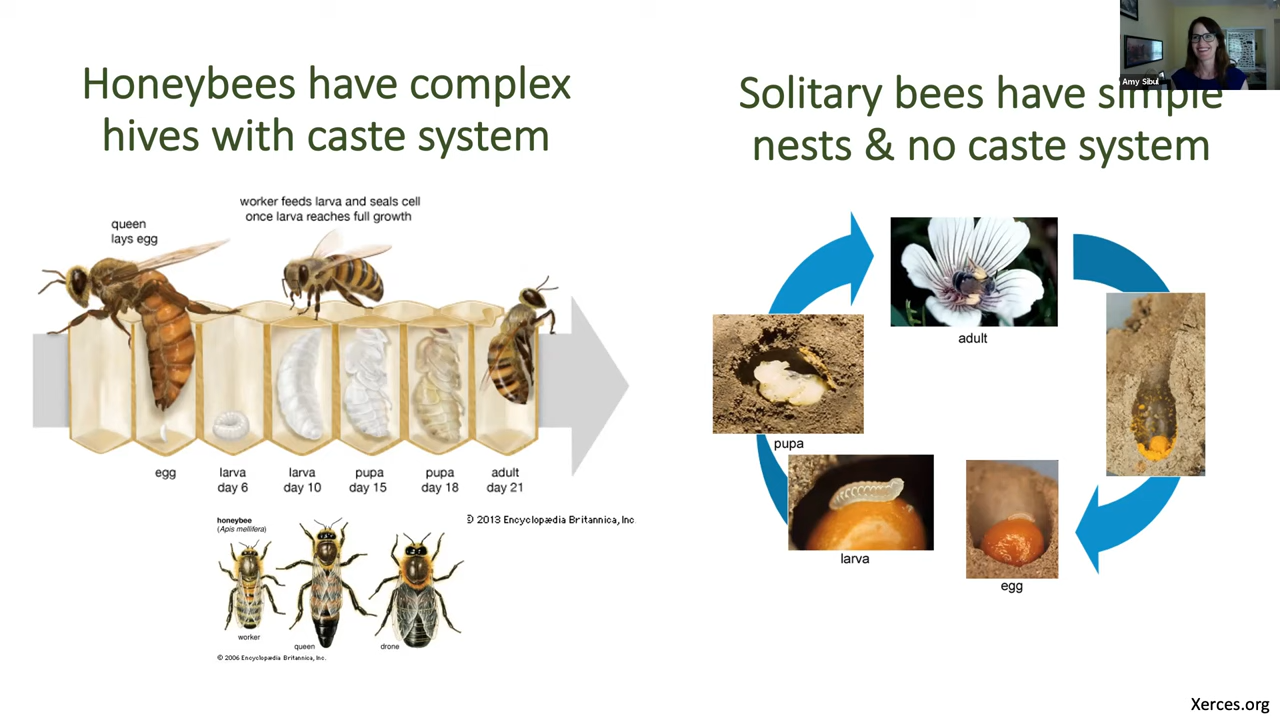 Honeybees have complex
hives with caste system
queen
lays egg
worker feeds larva and seals cell
once larva reaches full growth
egg
larva
day 6
larva
day 10
pupa
day 15
pupa
day 18
adult
day 21
© 2013 Encyclopædia Britannica, Inc.
honeybee
(Apis mellifera)
worker
queen
drone
© 2006 Encyclopædia Britannica, Inc.
Amy Sibul
Solitary bees have simple
nests & no caste system
adult
pupa
larva
egg
Xerces.org